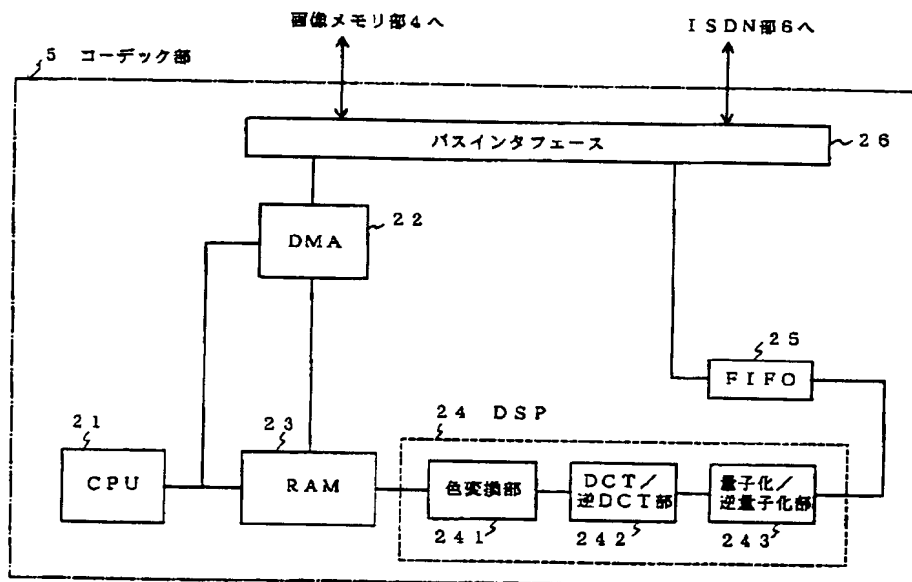 画像メモリ部4へ
ISDN部6へ
5 コーデック部
バスインタフェース
26
22
DMA
25
FIFO
24 DSP
21
23
CPU
RAM
色変換部
DCT/
逆DCT部
量子化/
逆量子化部
241
242
243